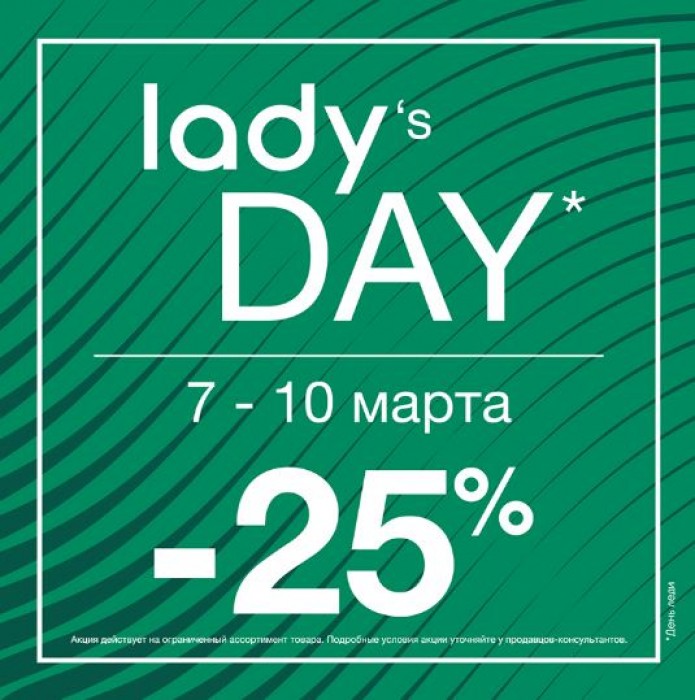 lady‘s
DAY*
7 - 10 марта
-25%
Акция действует на ограниченный ассортимент товара. Подробные условия акции уточняйте у продавцов-консультантов.
*День леди